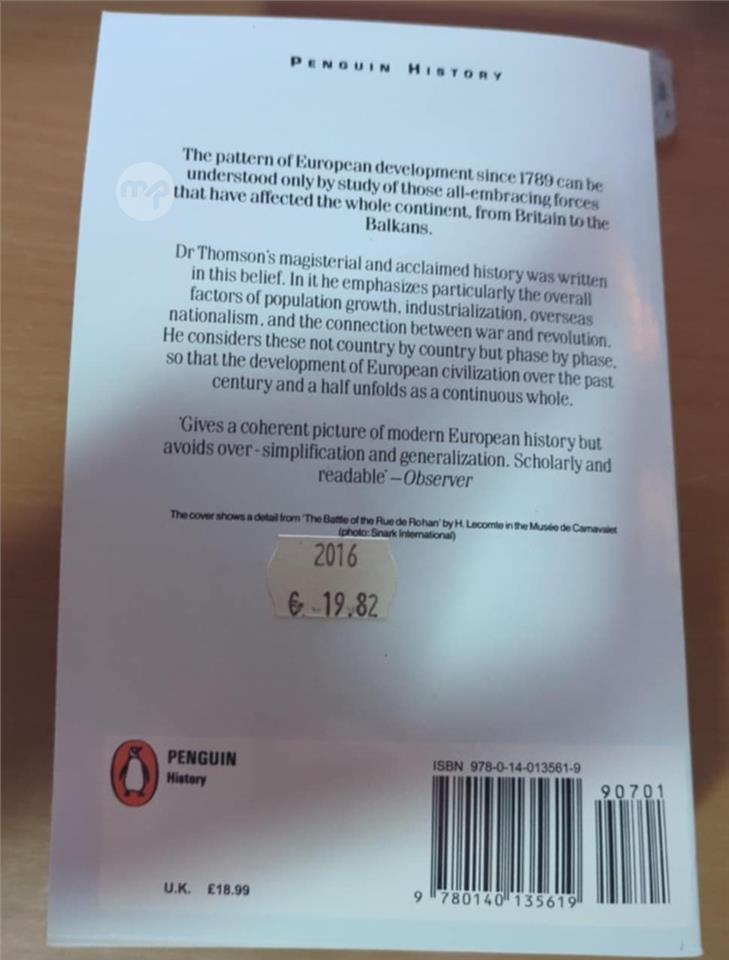 PENGUIN HISTORY
mp
The pattern of European development since 1789 can be
understood only by study of those all-embracing forces
that have affected the whole continent, from Britain to the
Balkans.
Dr Thomson's magisterial and acclaimed history was written
in this belief. In it he emphasizes particularly the overall
factors of population growth, industrialization, overseas
nationalism, and the connection between war and revolution.
He considers these not country by country but phase by phase,
so that the development of European civilization over the past
century and a half unfolds as a continuous whole.
'Gives a coherent picture of modern European history but
avoids over-simplification and generalization. Scholarly and
readable' – Observer
The cover shows a detail from 'The Battle of the Rue de Rohan' by H. Lecomte in the Musée de Carnavalet
(photo: Snark International)
2016
€ 19.82
PENGUIN
History
U.K. £18.99
ISBN 978-0-14-013561-9
90701
9 780140 135619